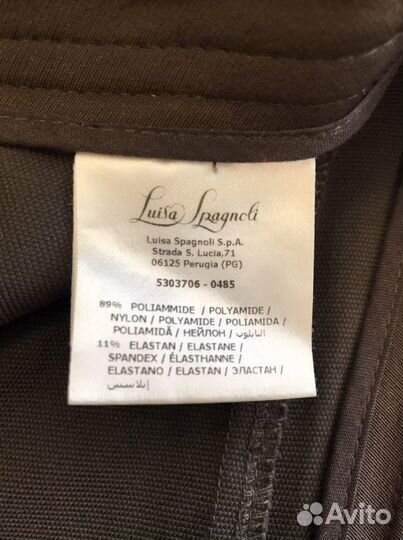 Luisa Spagnoli
Luisa Spagnoli S.p.A.
Strada S. Lucia,71
06125 Perugia (PG)
5303706 - 0485
89% POLIAMMIDE / POLYAMIDE /
NYLON / POLYAMIDE / POLIAMIDA /
POLIAMIDĂ / НЕЙЛОН / النايلون
11% ELASTAN / ELASTANE /
SPANDEX / ÉLASTHANNE /
ELASTANO / ELASTAN / ЭЛАСТАН /
إيلاستس
Avito